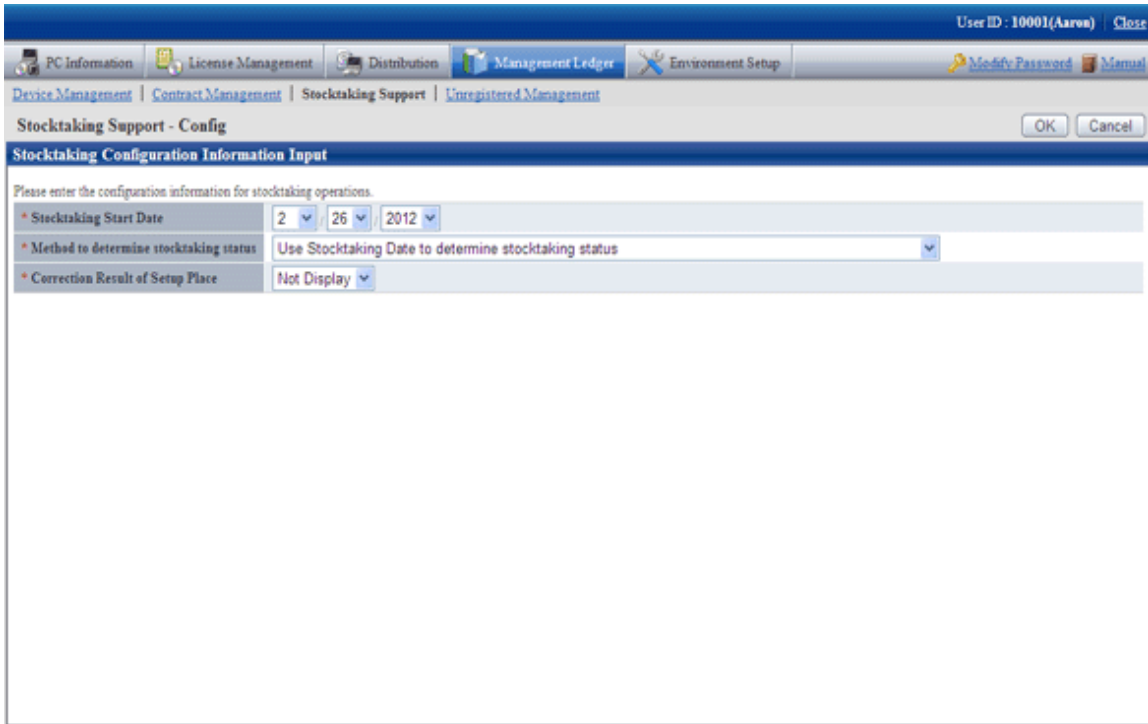 User ID : 10001(Aaron) Close
PC Information License Management Distribution Management Ledger Environment Setup Modify Password Manual
Device Management | Contract Management | Stocktaking Support | Unregistered Management
Stocktaking Support - Config OK Cancel
Stocktaking Configuration Information Input
Please enter the configuration information for stocktaking operations.
* Stocktaking Start Date 2 / 26 / 2012
* Method to determine stocktaking status Use Stocktaking Date to determine stocktaking status
* Correction Result of Setup Place Not Display